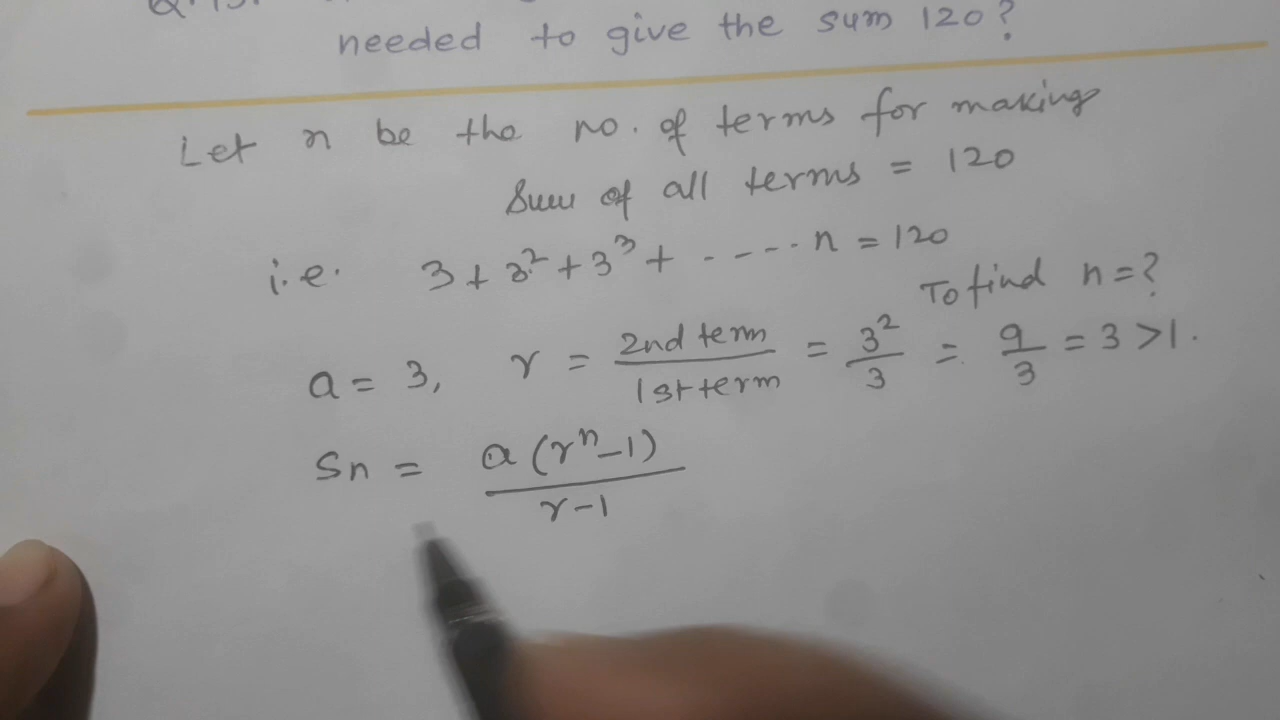 needed to give the sum 120?
Let n be the no. of terms for making
Sum of all terms = 120
i.e. 3 + 3² + 3³ + ----- n = 120
To find n = ?
a = 3, r = 2nd term / 1st term = 3²/3 = 9/3 = 3 > 1.
Sn = a (rⁿ - 1) / r - 1